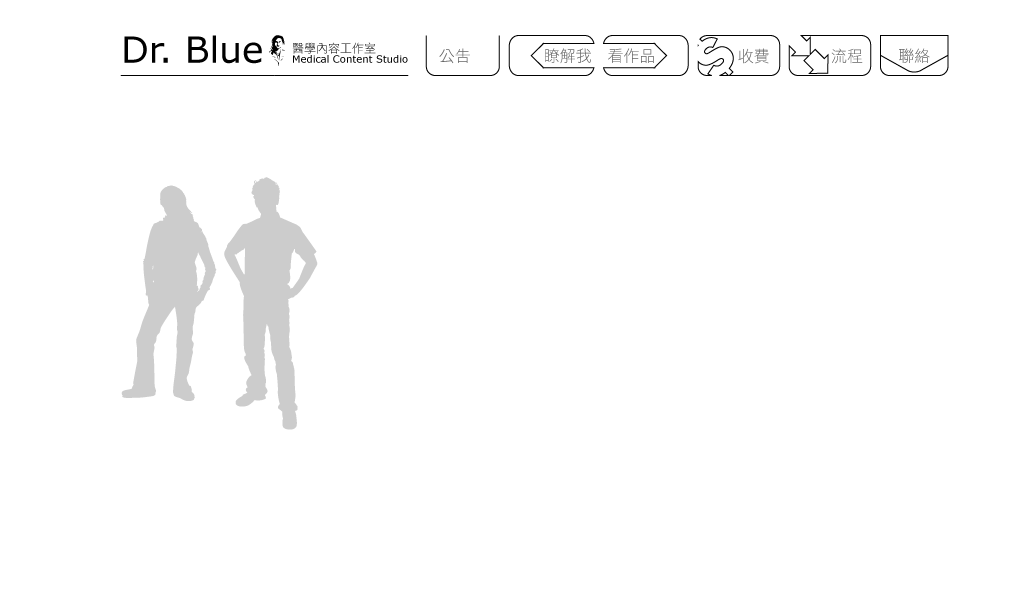 Dr. Blue
醫學內容工作室
Medical Content Studio
公告
瞭解我
看作品
收費
流程
聯絡